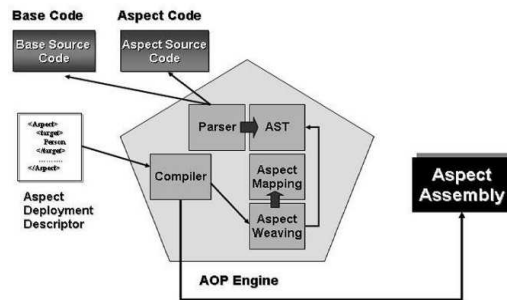 Base Code
Aspect Code
Base Source
Code
Aspect Source
Code
Parser
AST
<Aspect>
<target>
Person
</target>
..........
</Aspect>
Compiler
Aspect
Mapping
Aspect
Weaving
Aspect
Assembly
Aspect
Deployment
Descriptor
AOP Engine